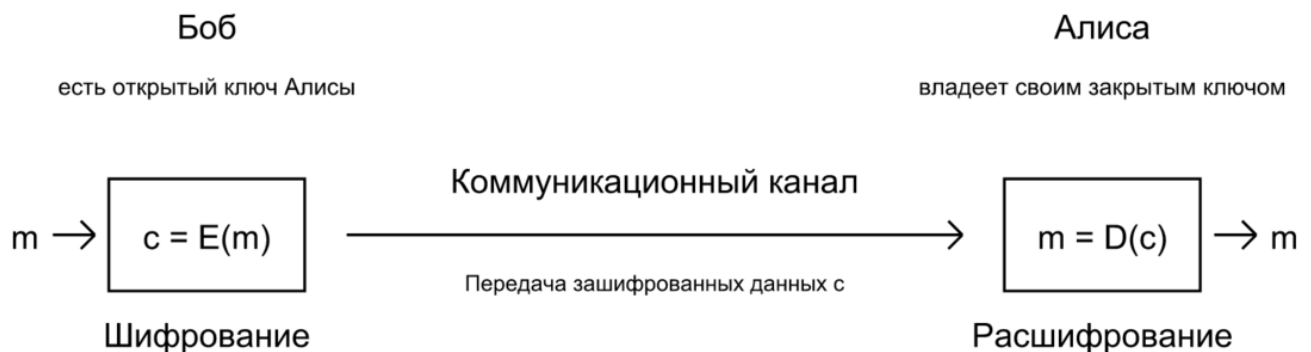 Боб
Алиса
есть открытый ключ Алисы
владеет своим закрытым ключом
Коммуникационный канал
m → c = E(m)
m = D(c) → m
Передача зашифрованных данных c
Шифрование
Расшифрование